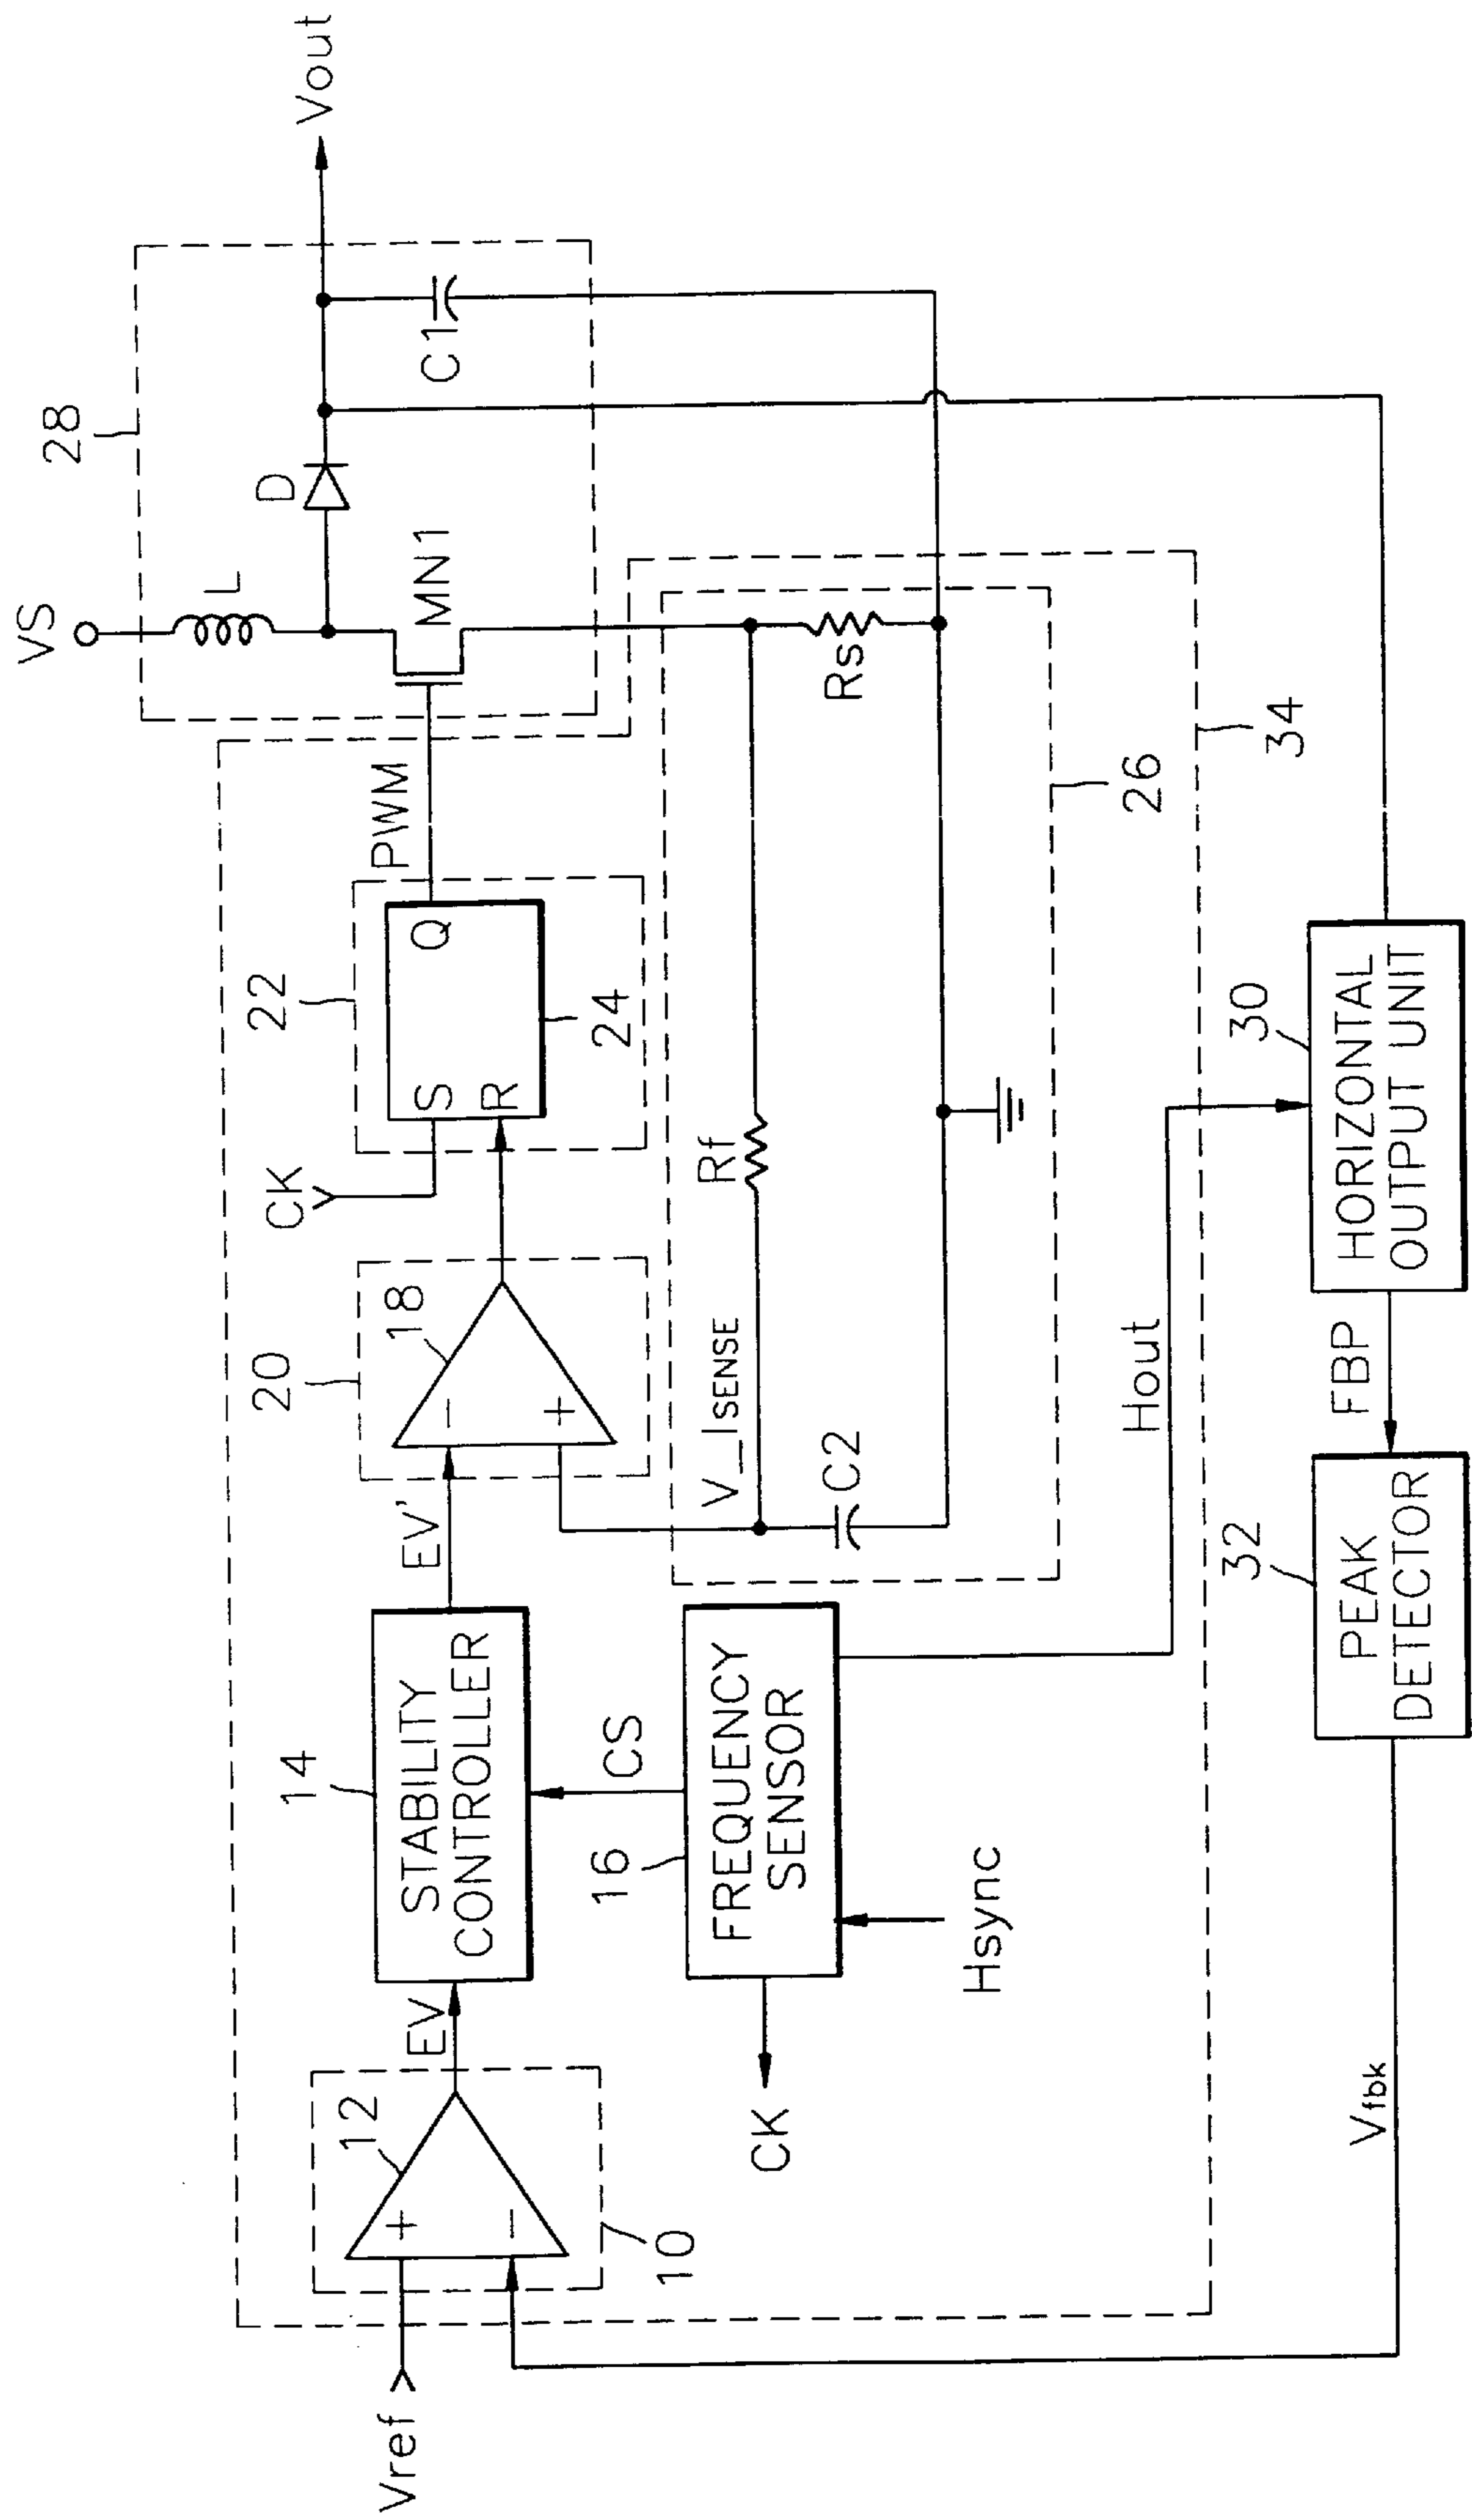 VS
28
L
D
Vout
MN1
C1
22
CK
S
Q
R
24
PWM
20
18
−
+
14
STABILITY
CONTROLLER
EV'
12
+
−
EV
10
Vref
16
CS
FREQUENCY
SENSOR
CK
Hsync
V_ISENSE
Rf
Rs
C2
26
34
Hout
30
HORIZONTAL
OUTPUT UNIT
FBP
32
PEAK
DETECTOR
Vfbk